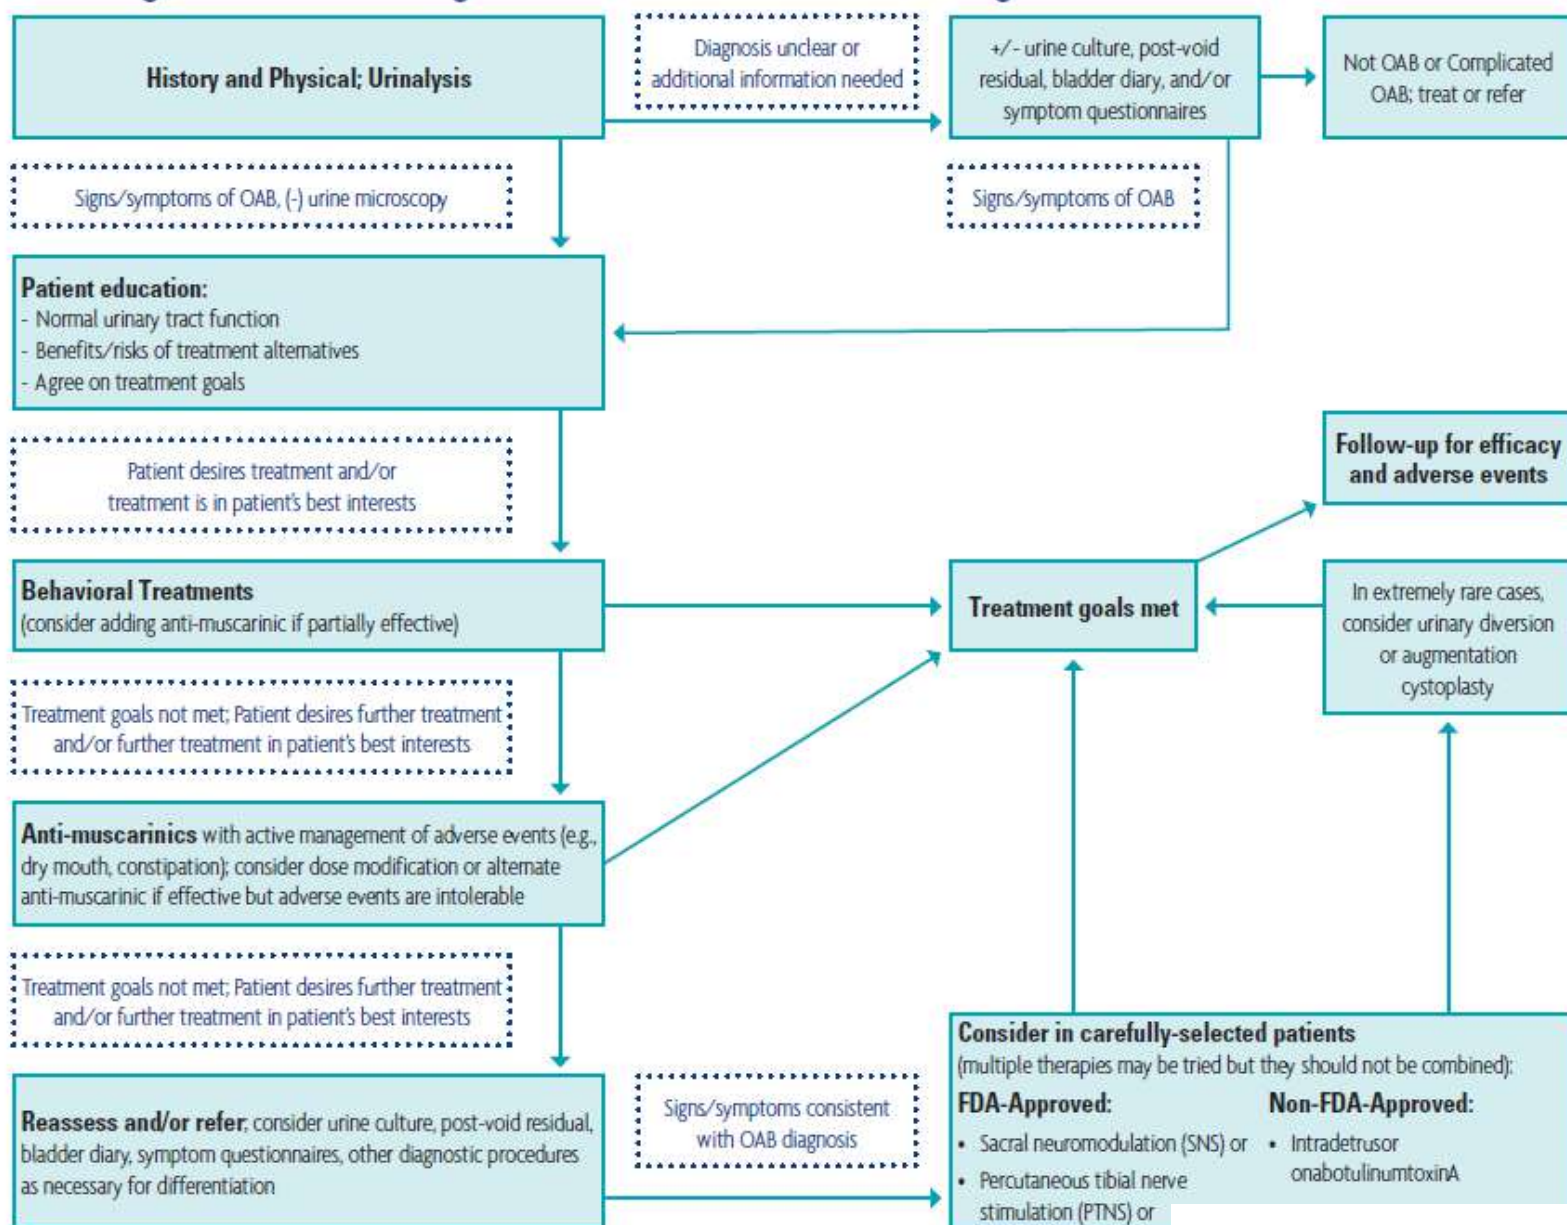 History and Physical; Urinalysis
Diagnosis unclear or
additional information needed
+/- urine culture, post-void
residual, bladder diary, and/or
symptom questionnaires
Not OAB or Complicated
OAB; treat or refer
Signs/symptoms of OAB, (-) urine microscopy
Signs/symptoms of OAB
Patient education:
- Normal urinary tract function
- Benefits/risks of treatment alternatives
- Agree on treatment goals
Patient desires treatment and/or
treatment is in patient's best interests
Follow-up for efficacy
and adverse events
Behavioral Treatments
(consider adding anti-muscarinic if partially effective)
Treatment goals met
In extremely rare cases,
consider urinary diversion
or augmentation
cystoplasty
Treatment goals not met; Patient desires further treatment
and/or further treatment in patient's best interests
Anti-muscarinics with active management of adverse events (e.g.,
dry mouth, constipation); consider dose modification or alternate
anti-muscarinic if effective but adverse events are intolerable
Treatment goals not met; Patient desires further treatment
and/or further treatment in patient's best interests
Reassess and/or refer; consider urine culture, post-void residual,
bladder diary, symptom questionnaires, other diagnostic procedures
as necessary for differentiation
Signs/symptoms consistent
with OAB diagnosis
Consider in carefully-selected patients
(multiple therapies may be tried but they should not be combined):
FDA-Approved:
• Sacral neuromodulation (SNS) or
• Percutaneous tibial nerve
stimulation (PTNS) or
Non-FDA-Approved:
• Intradetrusor
onabotulinumtoxinA